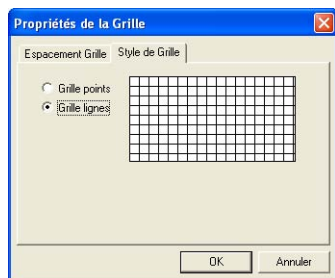 Propriétés de la Grille
Espacement Grille Style de Grille
Grille points
Grille lignes
OK Annuler